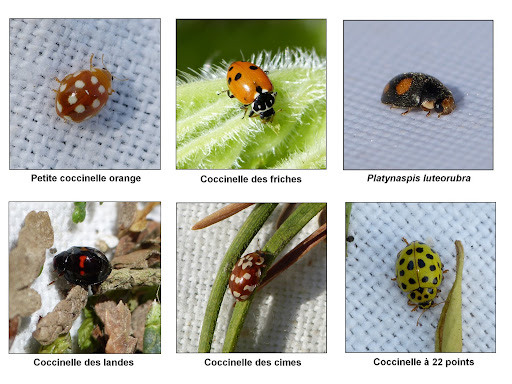 Petite coccinelle orange
Coccinelle des friches
Platynaspis luteorubra
Coccinelle des landes
Coccinelle des cimes
Coccinelle à 22 points